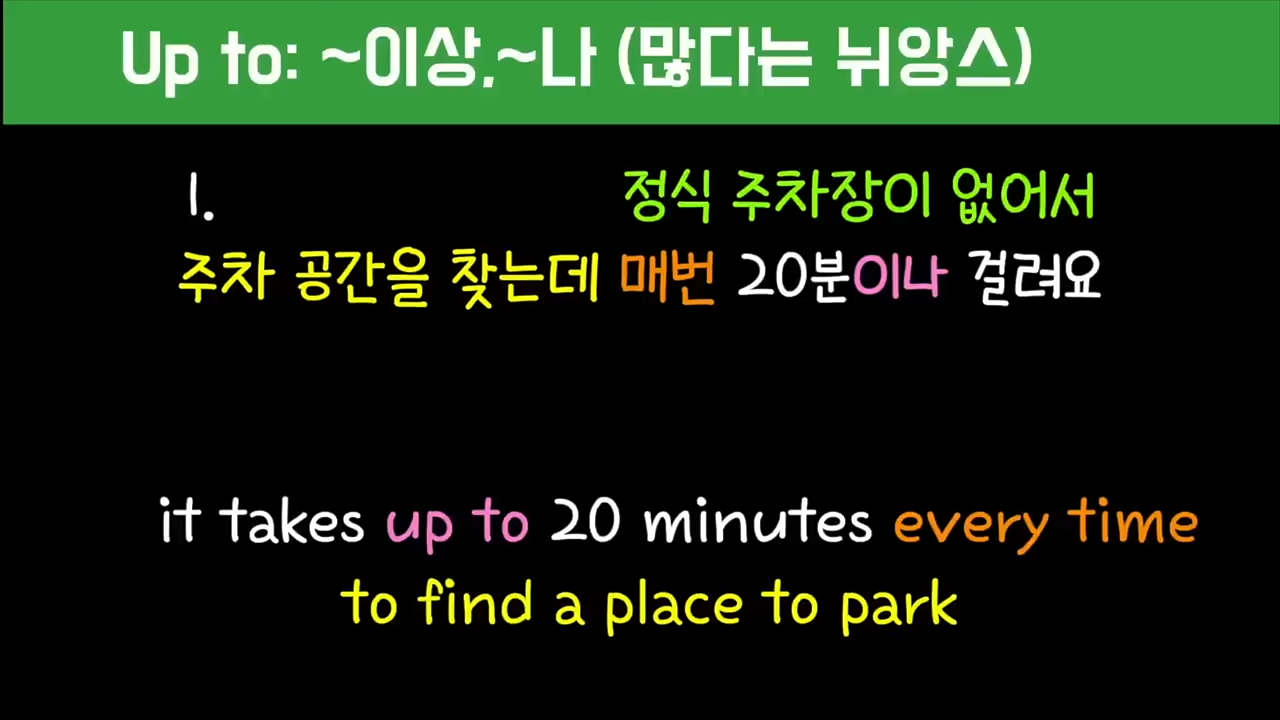 Up to: ~이상,~나 (많다는 뉘앙스)
1. 정식 주차장이 없어서
주차 공간을 찾는데 매번 20분이나 걸려요
it takes up to 20 minutes every time
to find a place to park